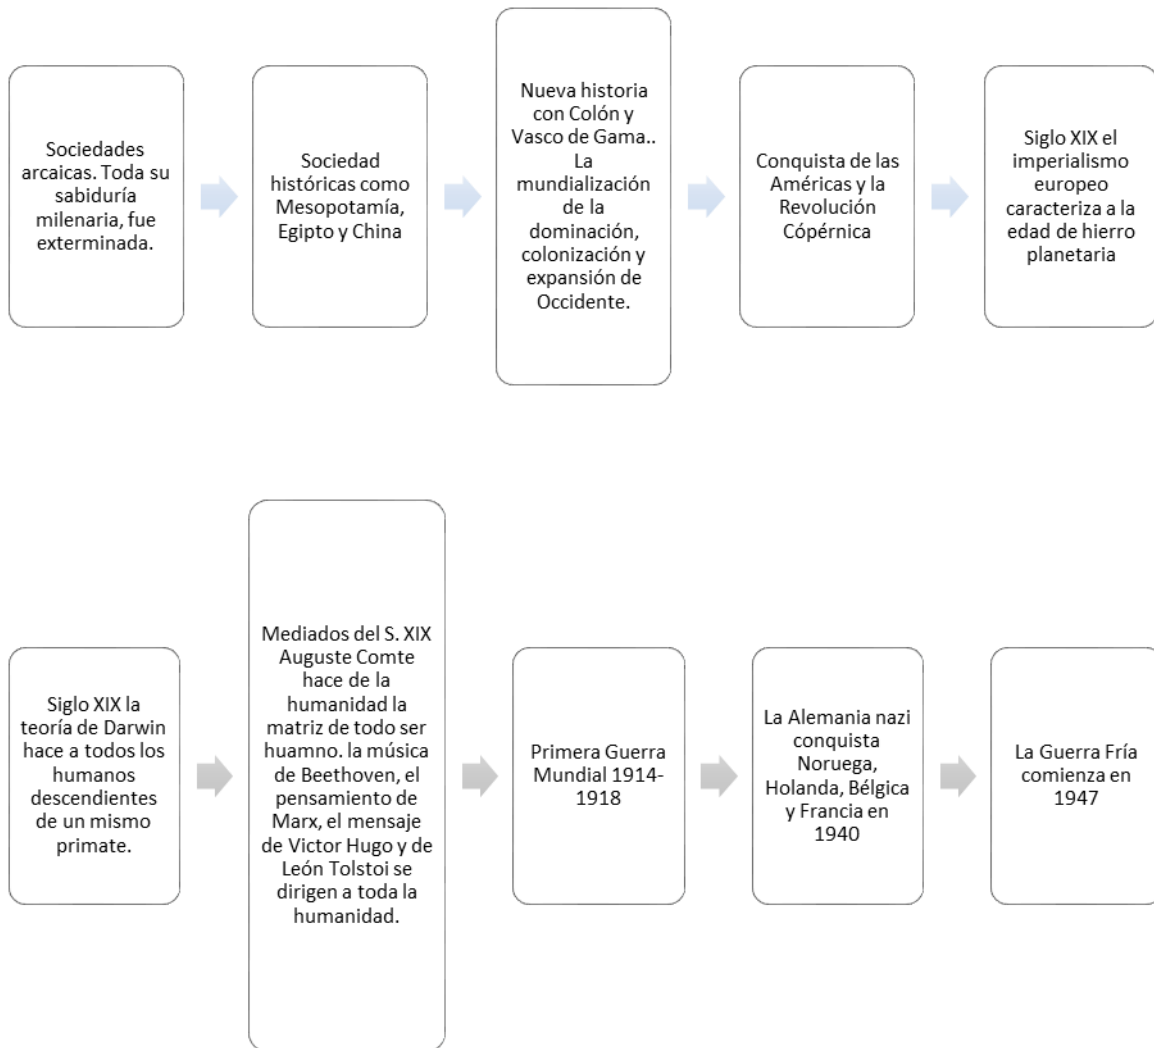 Sociedades
arcaicas. Toda su
sabiduría
milenaria, fue
exterminada.
Sociedad
históricas como
Mesopotamía,
Egipto y China
Nueva historia
con Colón y
Vasco de Gama..
La
mundialización
de la
dominación,
colonización y
expansión de
Occidente.
Conquista de las
Américas y la
Revolución
Cópérnica
Siglo XIX el
imperialismo
europeo
caracteriza a la
edad de hierro
planetaria
Siglo XIX la
teoría de Darwin
hace a todos los
humanos
descendientes
de un mismo
primate.
Mediados del S. XIX
Auguste Comte
hace de la
humanidad la
matriz de todo ser
huamno. la música
de Beethoven, el
pensamiento de
Marx, el mensaje
de Victor Hugo y de
León Tolstoi se
dirigen a toda la
humanidad.
Primera Guerra
Mundial 1914-
1918
La Alemania nazi
conquista
Noruega,
Holanda, Bélgica
y Francia en
1940
La Guerra Fría
comienza en
1947